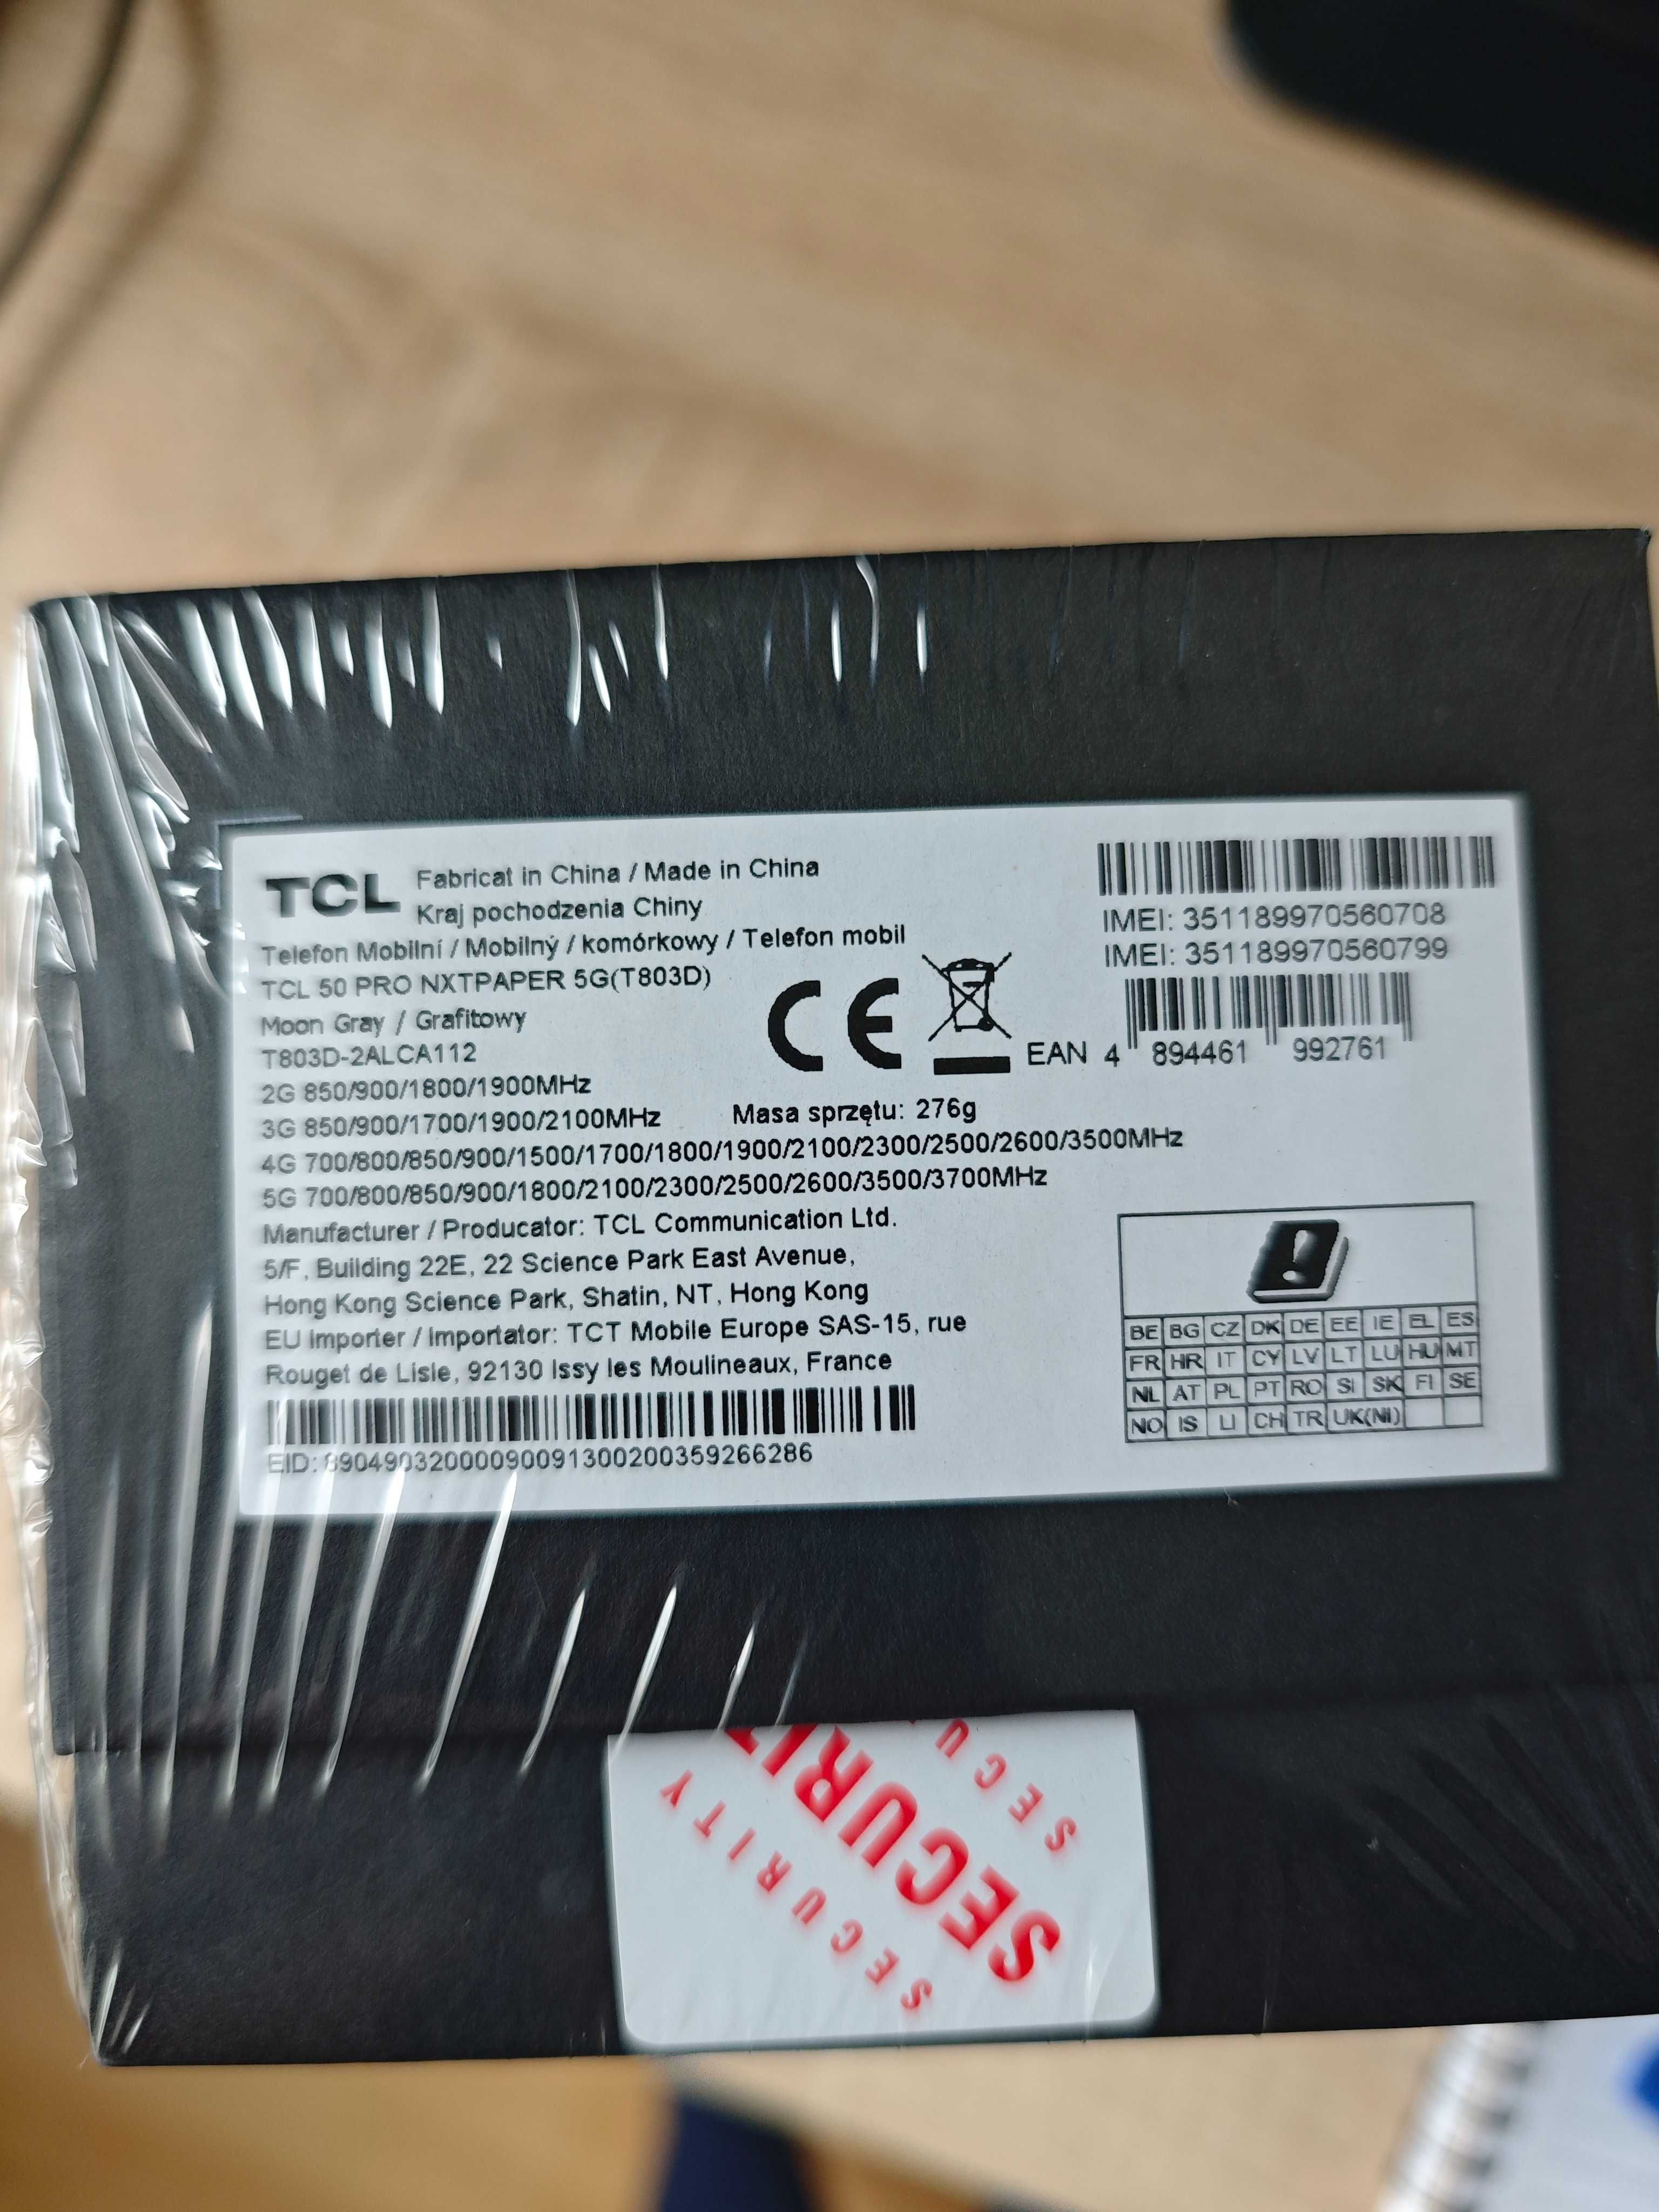 TCL Fabricat in China / Made in China
Kraj pochodzenia Chiny
Telefon Mobilní / Mobilný / komórkowy / Telefon mobil
TCL 50 PRO NXTPAPER 5G(T803D)
Moon Gray / Grafitowy
T803D-2ALCA112
2G 850/900/1800/1900MHz
3G 850/900/1700/1900/2100MHz Masa sprzętu: 276g
4G 700/800/850/900/1500/1700/1800/1900/2100/2300/2500/2600/3500MHz
5G 700/800/850/900/1800/2100/2300/2500/2600/3500/3700MHz
Manufacturer / Producator: TCL Communication Ltd.
5/F, Building 22E, 22 Science Park East Avenue,
Hong Kong Science Park, Shatin, NT, Hong Kong
EU Importer / Importator: TCT Mobile Europe SAS-15, rue
Rouget de Lisle, 92130 Issy les Moulineaux, France
EID: 89049032000090091300200359266286
IMEI: 351189970560708
IMEI: 351189970560799
CE
EAN 4 894461 992761
BE BG CZ DK DE EE IE EL ES
FR HR IT CY LV LT LU HU MT
NL AT PL PT RO SI SK FI SE
NO IS LI CH TR UK(NI)
SECU
SECURIT
SECURITY